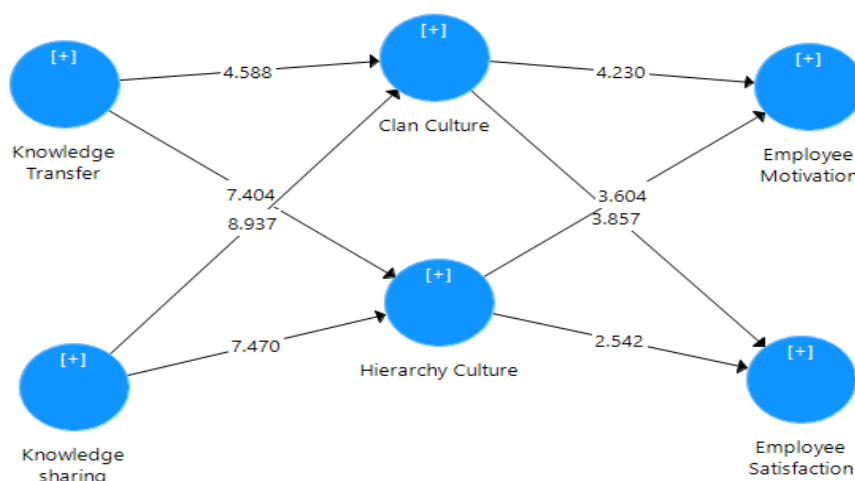 [+]
Knowledge
Transfer
[+]
Clan Culture
[+]
Employee
Motivation
4.588
4.230
7.404
8.937
3.604
3.857
[+]
Hierarchy Culture
7.470
2.542
[+]
Knowledge
sharing
[+]
Employee
Satisfaction